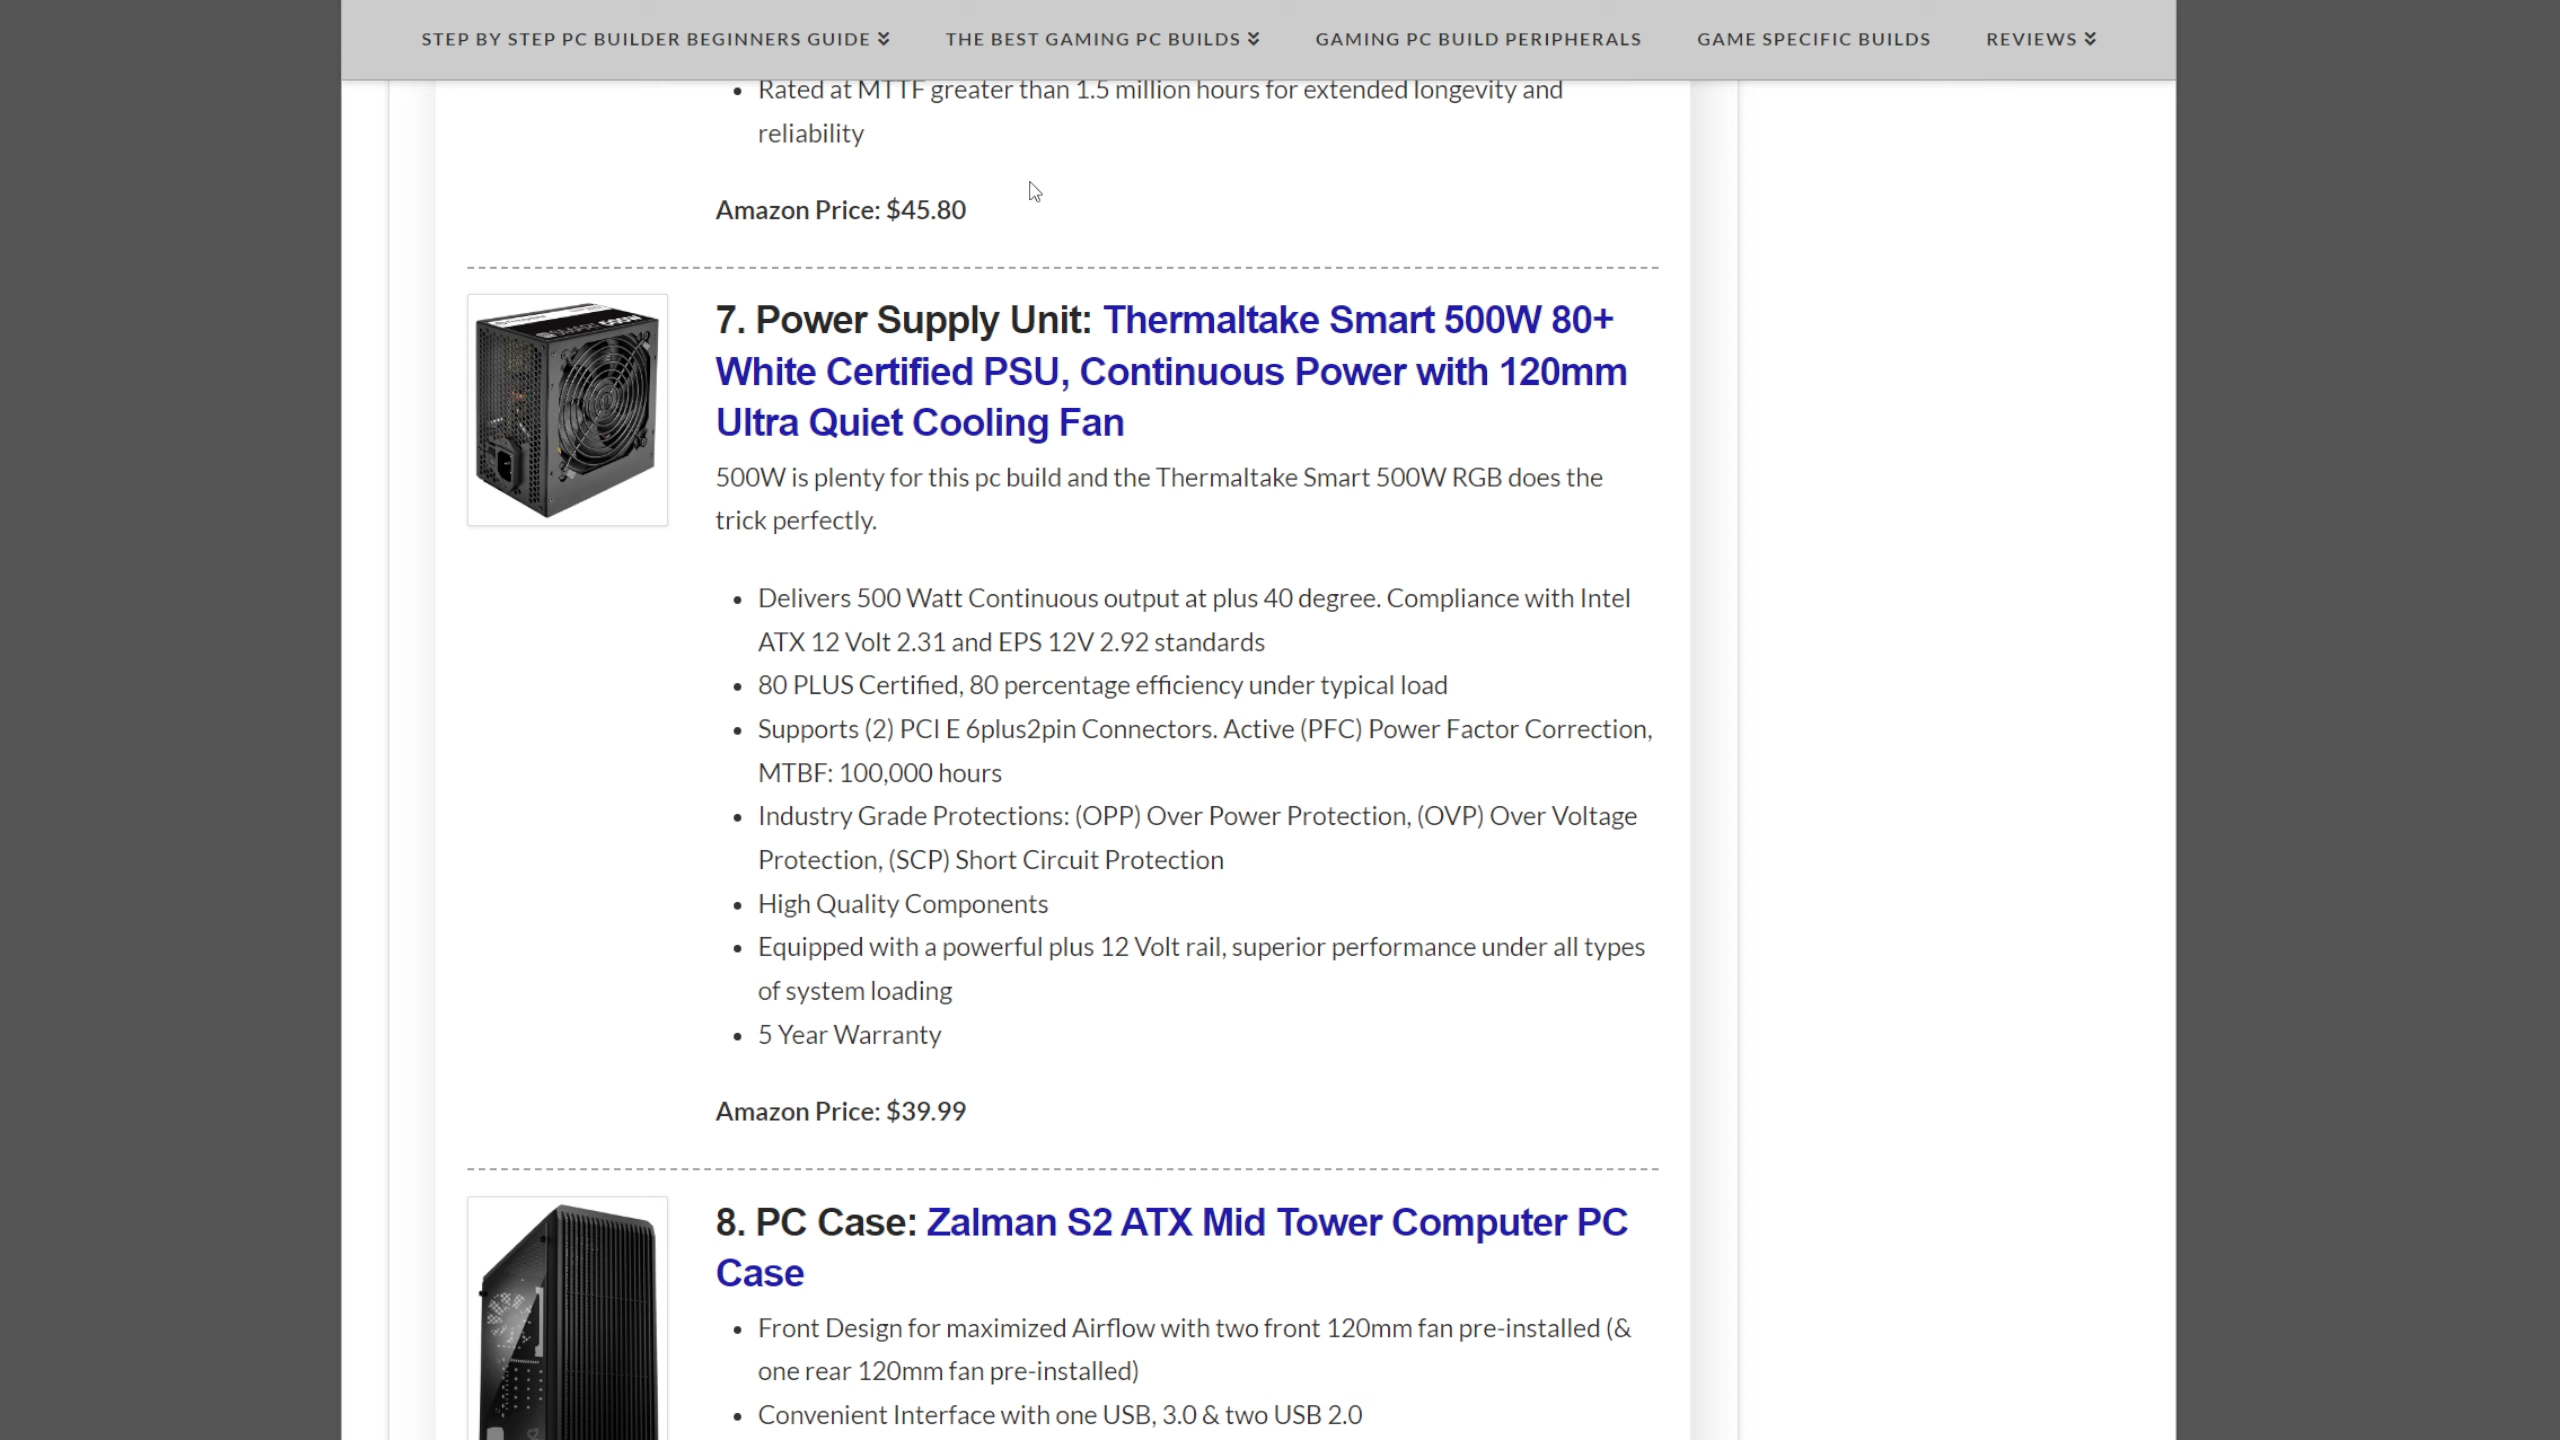 STEP BY STEP PC BUILDER BEGINNERS GUIDE THE BEST GAMING PC BUILDS GAMING PC BUILD PERIPHERALS GAME SPECIFIC BUILDS REVIEWS
• Rated at MTTF greater than 1.5 million hours for extended longevity and
reliability
Amazon Price: $45.80
7. Power Supply Unit: Thermaltake Smart 500W 80+
White Certified PSU, Continuous Power with 120mm
Ultra Quiet Cooling Fan
500W is plenty for this pc build and the Thermaltake Smart 500W RGB does the
trick perfectly.
• Delivers 500 Watt Continuous output at plus 40 degree. Compliance with Intel
ATX 12 Volt 2.31 and EPS 12V 2.92 standards
• 80 PLUS Certified, 80 percentage efficiency under typical load
• Supports (2) PCI E 6plus2pin Connectors. Active (PFC) Power Factor Correction,
MTBF: 100,000 hours
• Industry Grade Protections: (OPP) Over Power Protection, (OVP) Over Voltage
Protection, (SCP) Short Circuit Protection
• High Quality Components
• Equipped with a powerful plus 12 Volt rail, superior performance under all types
of system loading
• 5 Year Warranty
Amazon Price: $39.99
8. PC Case: Zalman S2 ATX Mid Tower Computer PC
Case
• Front Design for maximized Airflow with two front 120mm fan pre-installed (&
one rear 120mm fan pre-installed)
• Convenient Interface with one USB, 3.0 & two USB 2.0